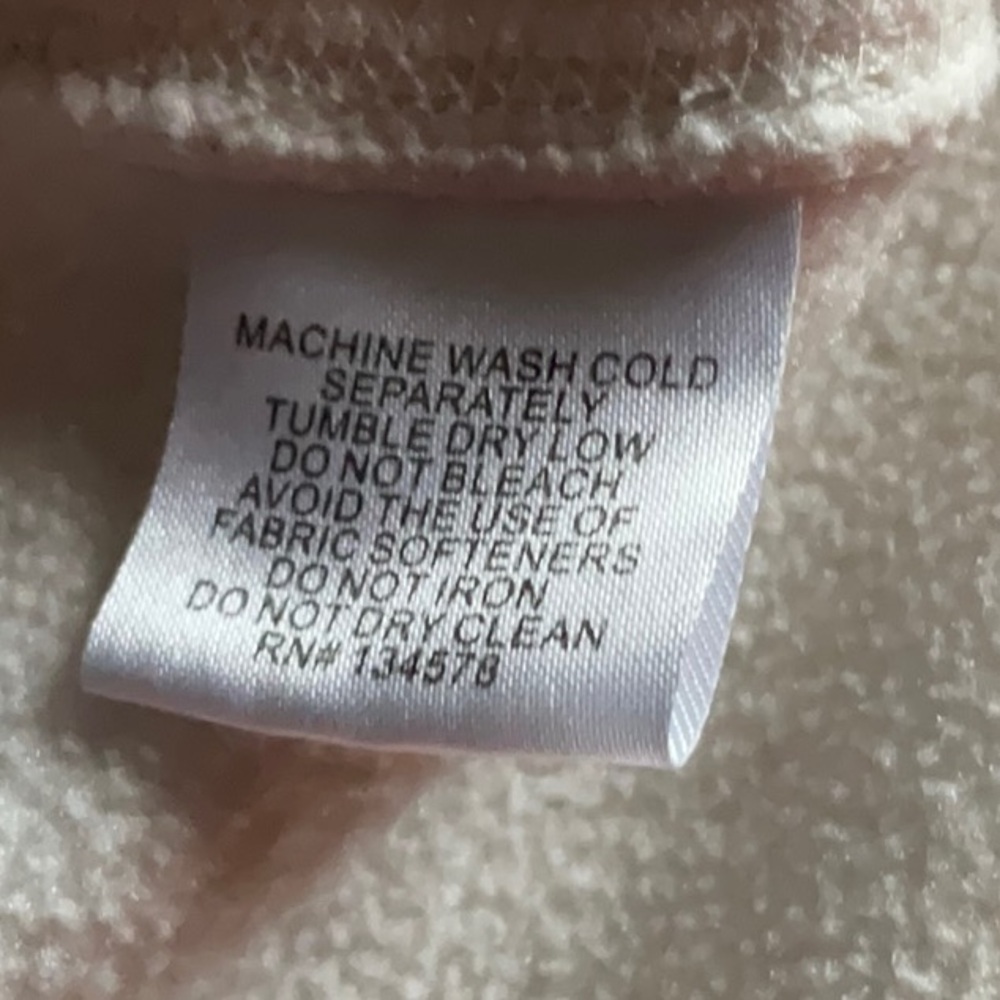 MACHINE WASH COLD
SEPARATELY
TUMBLE DRY LOW
DO NOT BLEACH
AVOID THE USE OF
FABRIC SOFTENERS
DO NOT IRON
DO NOT DRY CLEAN
RN# 134578